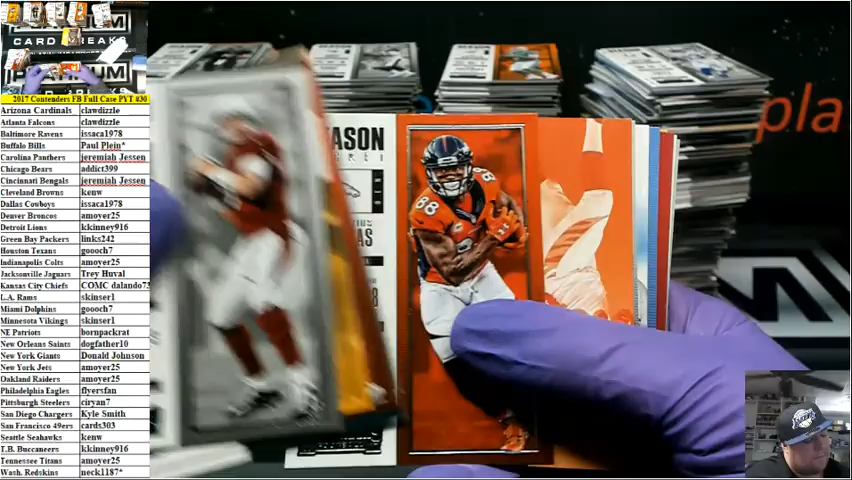 CARD BREAKS
2017 Contenders FB Full Case PYT #30
Arizona Cardinals clawdizzle
Atlanta Falcons clawdizzle
Baltimore Ravens issaca1978
Buffalo Bills Paul Plein*
Carolina Panthers jeremiah Jessen
Chicago Bears addict399
Cincinnati Bengals jeremiah Jessen
Cleveland Browns kenw
Dallas Cowboys issaca1978
Denver Broncos amoyer25
Detroit Lions kkinney916
Green Bay Packers links242
Houston Texans goooch7
Indianapolis Colts amoyer25
Jacksonville Jaguars Trey Huval
Kansas City Chiefs COMC dalando73
L.A. Rams skinser1
Miami Dolphins goooch7
Minnesota Vikings skinser1
NE Patriots bornpackrat
New Orleans Saints dogfather10
New York Giants Donald Johnson
New York Jets amoyer25
Oakland Raiders amoyer25
Philadelphia Eagles flyersfan
Pittsburgh Steelers ciryan7
San Diego Chargers Kyle Smith
San Francisco 49ers cards303
Seattle Seahawks kenw
T.B. Buccaneers kkinney916
Tennessee Titans amoyer25
Wash. Redskins neck1187*
SEASON
SEASON
SEASON
SEASON
EASON
88
88
pla